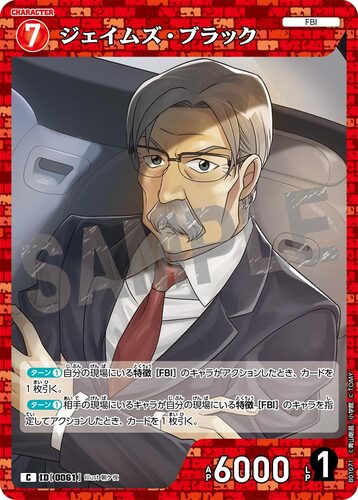 CHARACTER
7
ジェイムズ・ブラック
FBI
SAMPLE
ターン1 自分の現場にいる特徴［FBI］のキャラがアクションしたとき、カードを
1枚引く。
ターン1 相手の現場にいるキャラが自分の現場にいる特徴［FBI］のキャラを指
定してアクションしたとき、カードを1枚引く。
C ID[0061]
AP 6000 LP 1